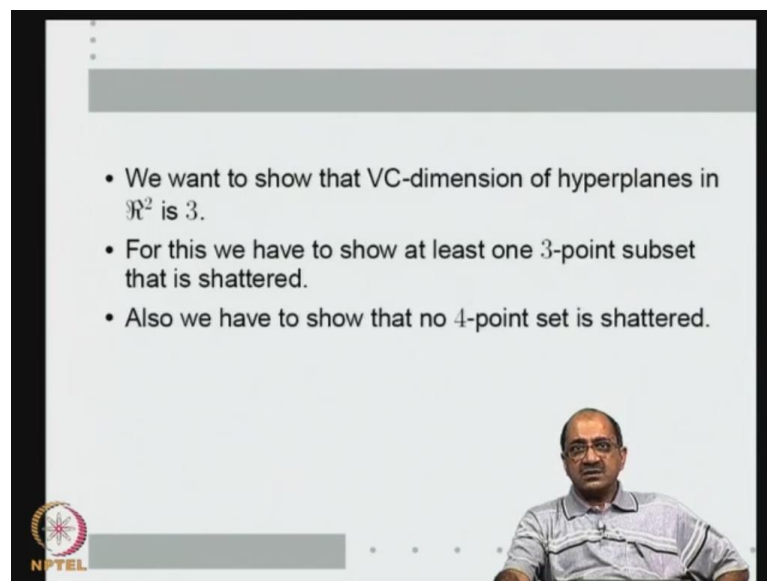 • We want to show that VC-dimension of hyperplanes in
ℜ² is 3.
• For this we have to show at least one 3-point subset
that is shattered.
• Also we have to show that no 4-point set is shattered.
NPTEL